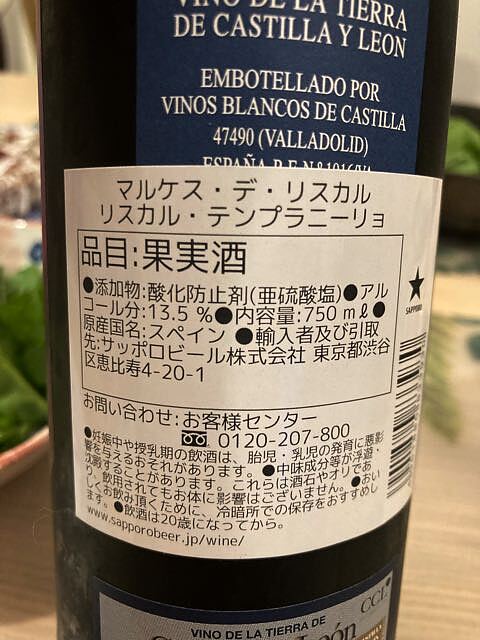 VINO DE LA TIERRA
DE CASTILLA Y LEON
EMBOTELLADO POR
VINOS BLANCOS DE CASTILLA
47490 (VALLADOLID)
ESPAÑA R.E.N.º
マルケス・デ・リスカル
リスカル・テンプラニーリョ
品目:果実酒
●添加物:酸化防止剤(亜硫酸塩)●アル
コール分:13.5 %●内容量:750 mℓ●
原産国名:スペイン ●輸入者及び引取
先:サッポロビール株式会社 東京都渋谷
区恵比寿4-20-1
SAPPORO
お問い合わせ:お客様センター
0120-207-800
●妊娠中や授乳期の飲酒は、胎児・乳児の発育に悪影
響を与えるおそれがあります。●中味成分等が浮遊・
沈殿することがあります。これらは酒石やオリであ
り、飲用されてもお体に影響はございません。●おい
しくお飲み頂くために、冷暗所での保存をおすすめし
ます。●飲酒は20歳になってから。
www.sapporobeer.jp/wine/
CCL
VINO DE LA TIERRA DE
León